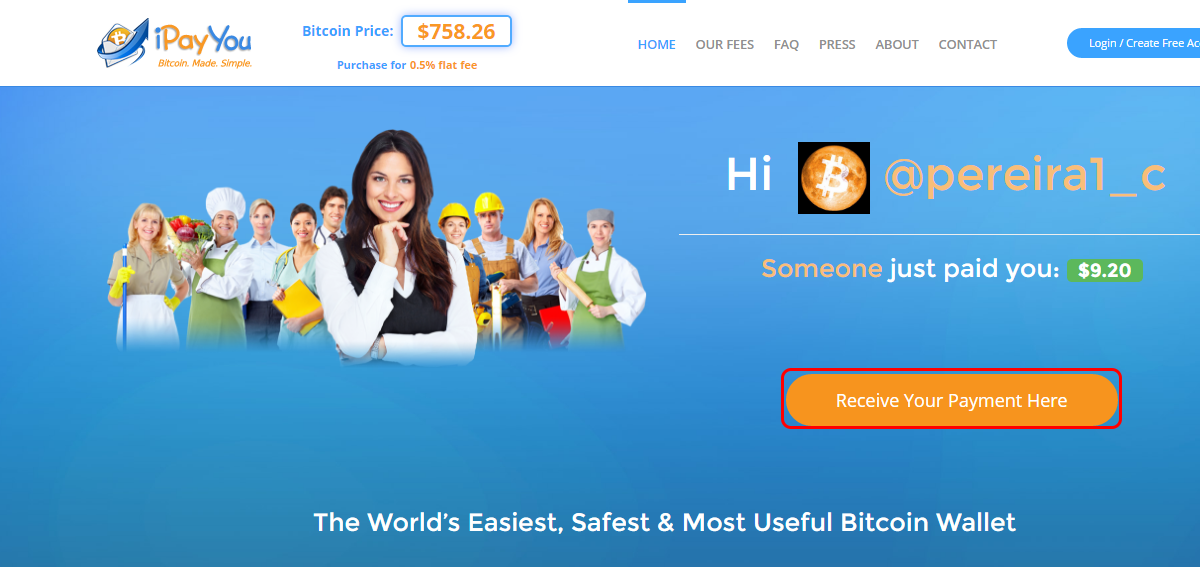 iPayYou
Bitcoin. Made. Simple.
Bitcoin Price: $758.26
Purchase for 0.5% flat fee
HOME OUR FEES FAQ PRESS ABOUT CONTACT
Login / Create Free Ac
Hi @pereira1_c
Someone just paid you: $9.20
Receive Your Payment Here
The World’s Easiest, Safest & Most Useful Bitcoin Wallet